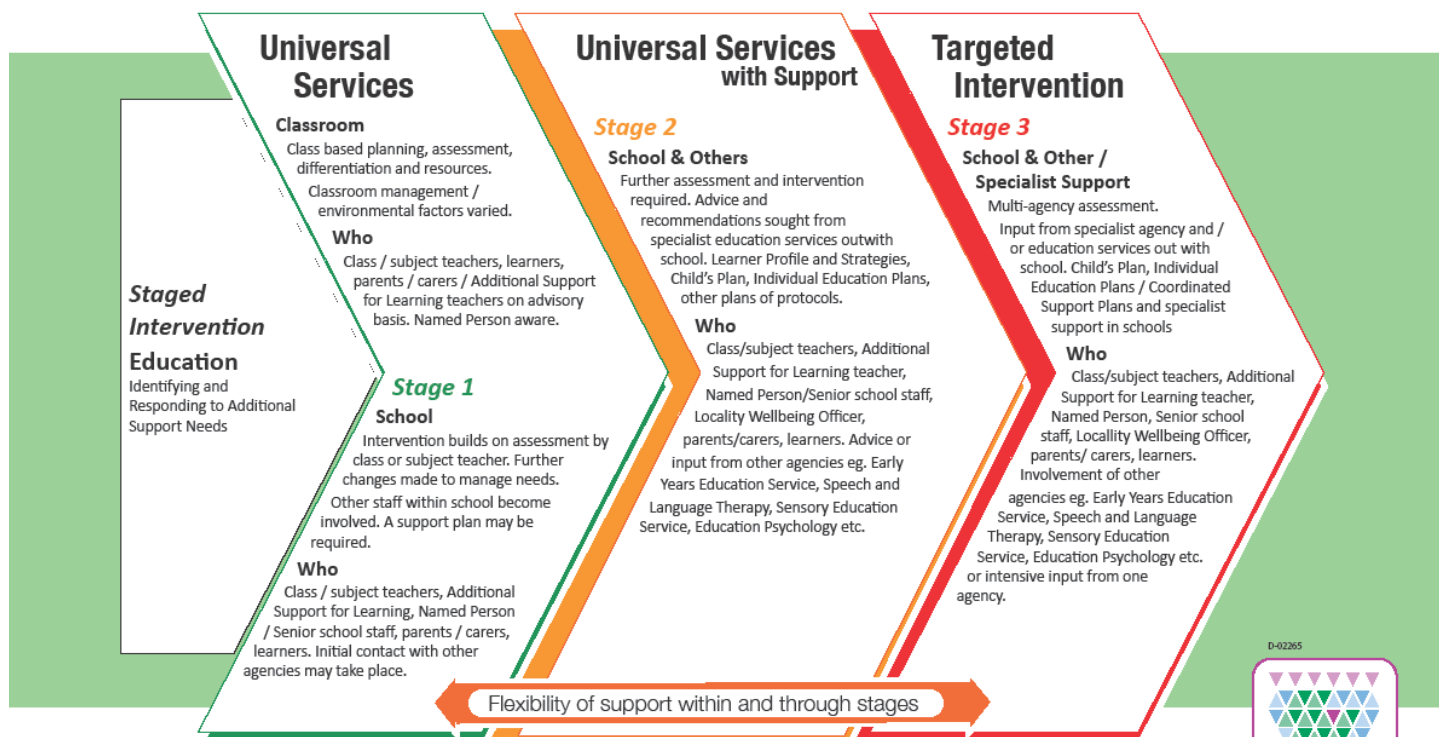 Staged
Intervention
Education
Identifying and
Responding to Additional
Support Needs
Universal
Services
Classroom
Class based planning, assessment,
differentiation and resources.
Classroom management /
environmental factors varied.
Who
Class / subject teachers, learners,
parents / carers / Additional Support
for Learning teachers on advisory
basis. Named Person aware.
Stage 1
School
Intervention builds on assessment by
class or subject teacher. Further
changes made to manage needs.
Other staff within school become
involved. A support plan may be
required.
Who
Class / subject teachers, Additional
Support for Learning, Named Person
/ Senior school staff, parents / carers,
learners. Initial contact with other
agencies may take place.
Universal Services
with Support
Stage 2
School & Others
Further assessment and intervention
required. Advice and
recommendations sought from
specialist education services outwith
school. Learner Profile and Strategies,
Child's Plan, Individual Education Plans,
other plans of protocols.
Who
Class/subject teachers, Additional
Support for Learning teacher,
Named Person/Senior school staff,
Locality Wellbeing Officer,
parents/carers, learners. Advice or
input from other agencies eg. Early
Years Education Service, Speech and
Language Therapy, Sensory Education
Service, Education Psychology etc.
Targeted
Intervention
Stage 3
School & Other /
Specialist Support
Multi-agency assessment.
Input from specialist agency and /
or education services out with
school. Child's Plan, Individual
Education Plans / Coordinated
Support Plans and specialist
support in schools
Who
Class/subject teachers, Additional
Support for Learning teacher,
Named Person, Senior school
staff, Locallity Wellbeing Officer,
parents/ carers, learners.
Involvement of other
agencies eg. Early Years Education
Service, Speech and Language
Therapy, Sensory Education
Service, Education Psychology etc.
or intensive input from one
agency.
Flexibility of support within and through stages
D-02265